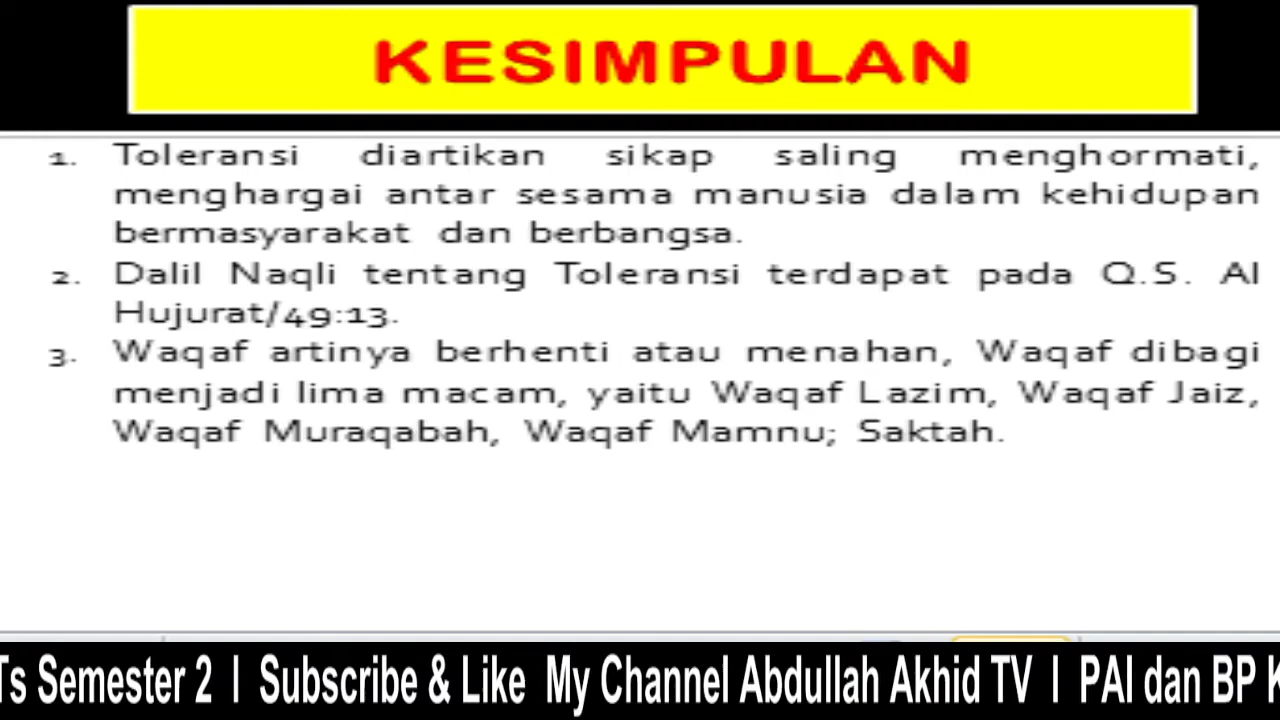 KESIMPULAN
1. Toleransi diartikan sikap saling menghormati,
menghargai antar sesama manusia dalam kehidupan
bermasyarakat dan berbangsa.
2. Dalil Naqli tentang Toleransi terdapat pada Q.S. Al
Hujurat/49:13.
3. Waqaf artinya berhenti atau menahan, Waqaf dibagi
menjadi lima macam, yaitu Waqaf Lazim, Waqaf Jaiz,
Waqaf Muraqabah, Waqaf Mamnu; Saktah.
Ts Semester 2 I Subscribe & Like My Channel Abdullah Akhid TV I PAI dan BP K